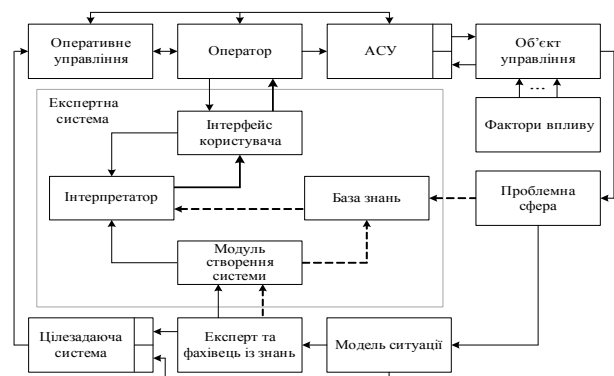 Оперативне
управління
Оператор
АСУ
Об’єкт
управління
...
Фактори впливу
Експертна
система
Інтерфейс
користувача
Інтерпретатор
База знань
Проблемна
сфера
Модуль
створення
системи
Цілезадаюча
система
Експерт та
фахівець із знань
Модель ситуації